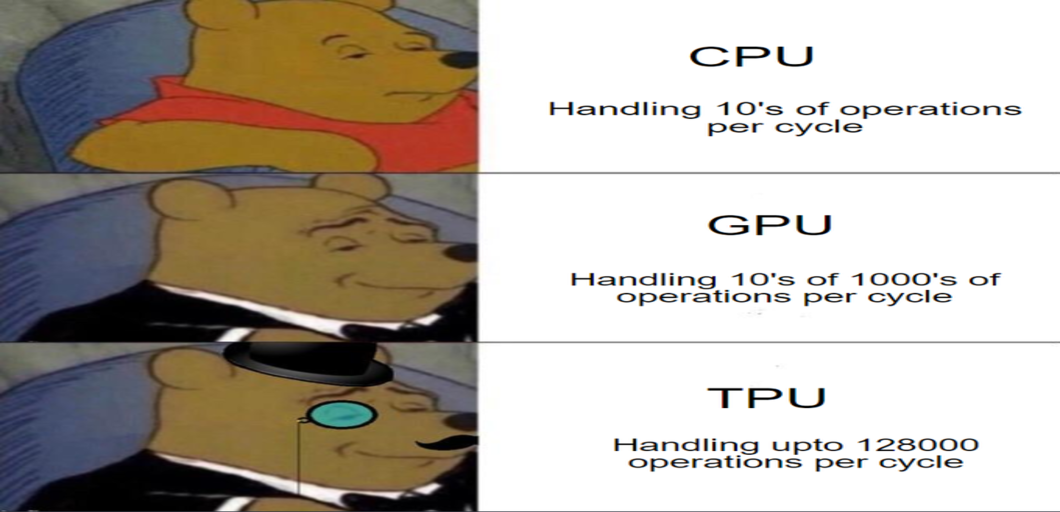 CPU
Handling 10's of operations
per cycle
GPU
Handling 10's of 1000's of
operations per cycle
TPU
Handling upto 128000
operations per cycle